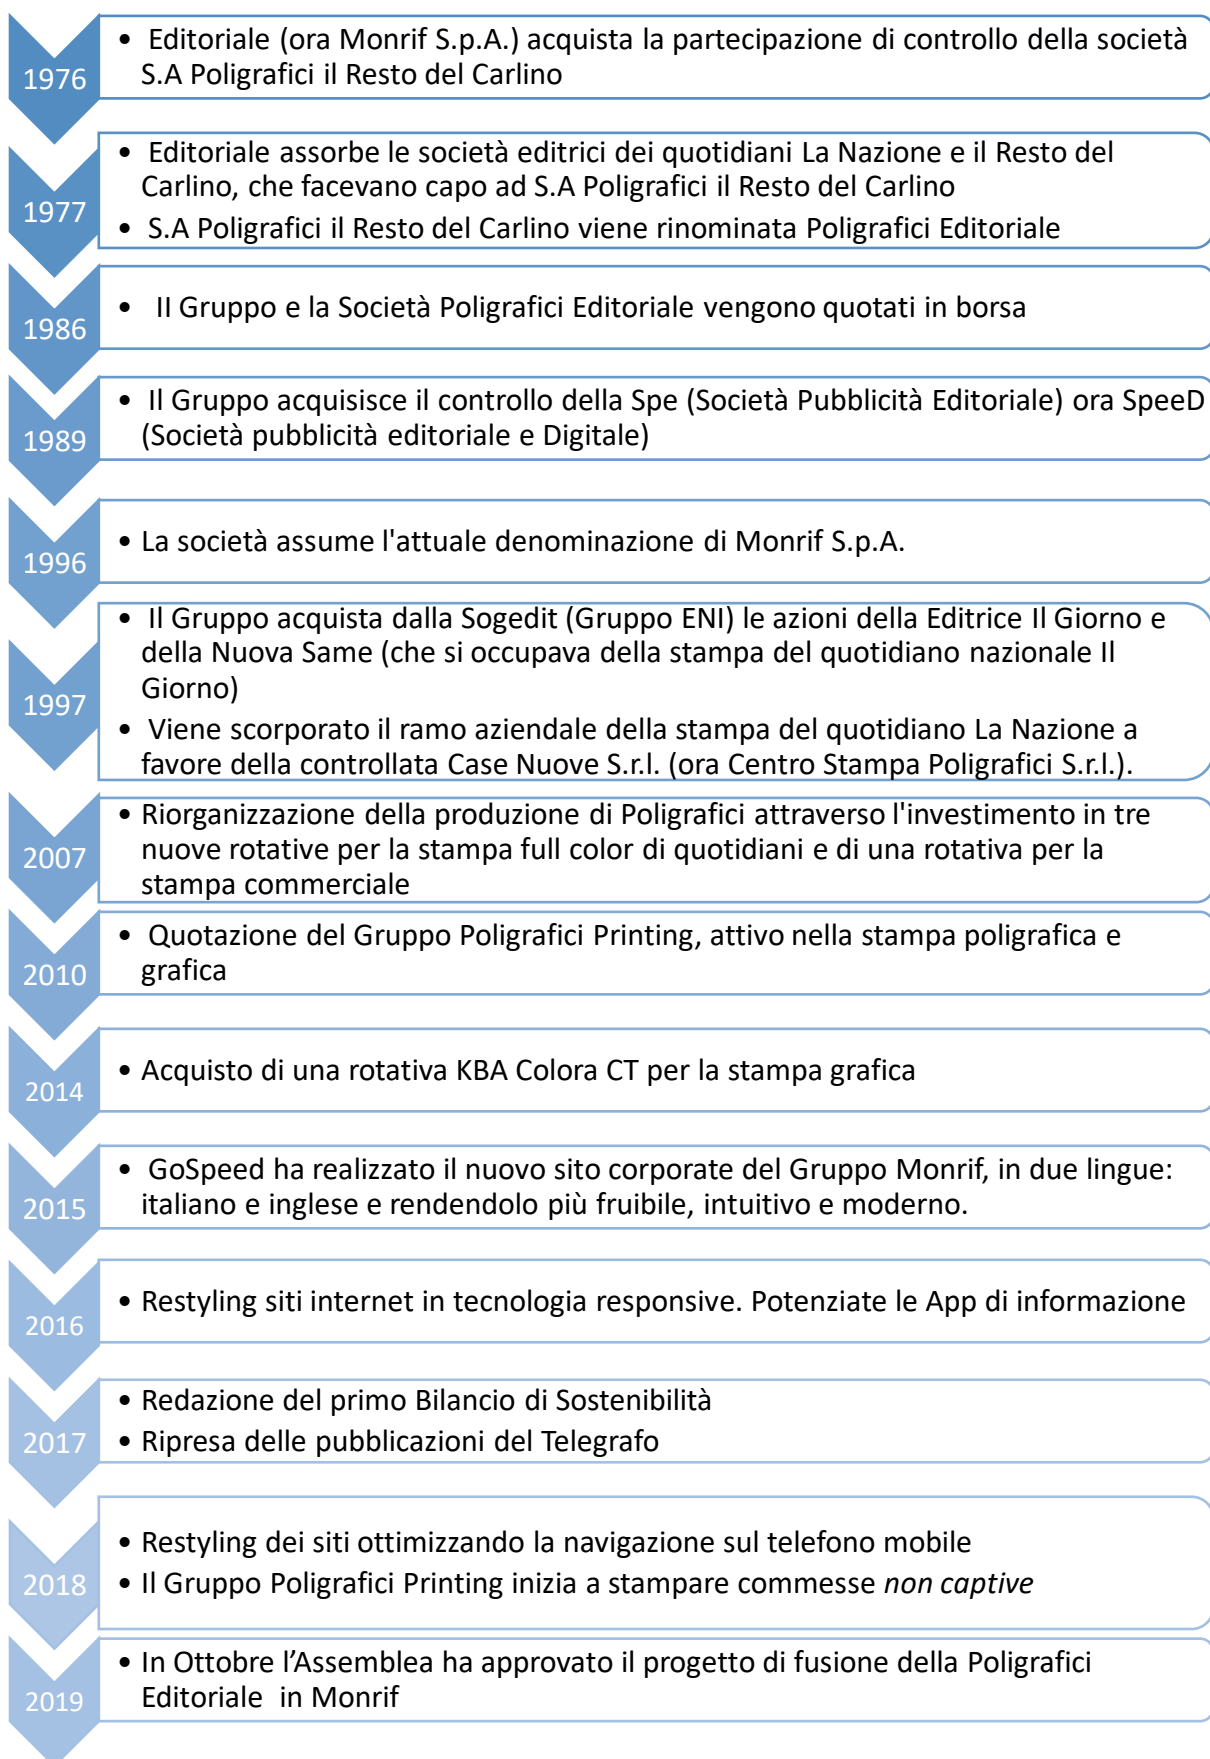 1976
• Editoriale (ora Monrif S.p.A.) acquista la partecipazione di controllo della società
S.A Poligrafici il Resto del Carlino
1977
• Editoriale assorbe le società editrici dei quotidiani La Nazione e il Resto del
Carlino, che facevano capo ad S.A Poligrafici il Resto del Carlino
• S.A Poligrafici il Resto del Carlino viene rinominata Poligrafici Editoriale
1986
• II Gruppo e la Società Poligrafici Editoriale vengono quotati in borsa
1989
• Il Gruppo acquisisce il controllo della Spe (Società Pubblicità Editoriale) ora SpeeD
(Società pubblicità editoriale e Digitale)
1996
• La società assume l'attuale denominazione di Monrif S.p.A.
1997
• Il Gruppo acquista dalla Sogedit (Gruppo ENI) le azioni della Editrice Il Giorno e
della Nuova Same (che si occupava della stampa del quotidiano nazionale Il
Giorno)
• Viene scorporato il ramo aziendale della stampa del quotidiano La Nazione a
favore della controllata Case Nuove S.r.l. (ora Centro Stampa Poligrafici S.r.l.).
2007
• Riorganizzazione della produzione di Poligrafici attraverso l'investimento in tre
nuove rotative per la stampa full color di quotidiani e di una rotativa per la
stampa commerciale
2010
• Quotazione del Gruppo Poligrafici Printing, attivo nella stampa poligrafica e
grafica
2014
• Acquisto di una rotativa KBA Colora CT per la stampa grafica
2015
• GoSpeed ha realizzato il nuovo sito corporate del Gruppo Monrif, in due lingue:
italiano e inglese e rendendolo più fruibile, intuitivo e moderno.
2016
• Restyling siti internet in tecnologia responsive. Potenziate le App di informazione
2017
• Redazione del primo Bilancio di Sostenibilità
• Ripresa delle pubblicazioni del Telegrafo
2018
• Restyling dei siti ottimizzando la navigazione sul telefono mobile
• Il Gruppo Poligrafici Printing inizia a stampare commesse non captive
2019
• In Ottobre l’Assemblea ha approvato il progetto di fusione della Poligrafici
Editoriale in Monrif